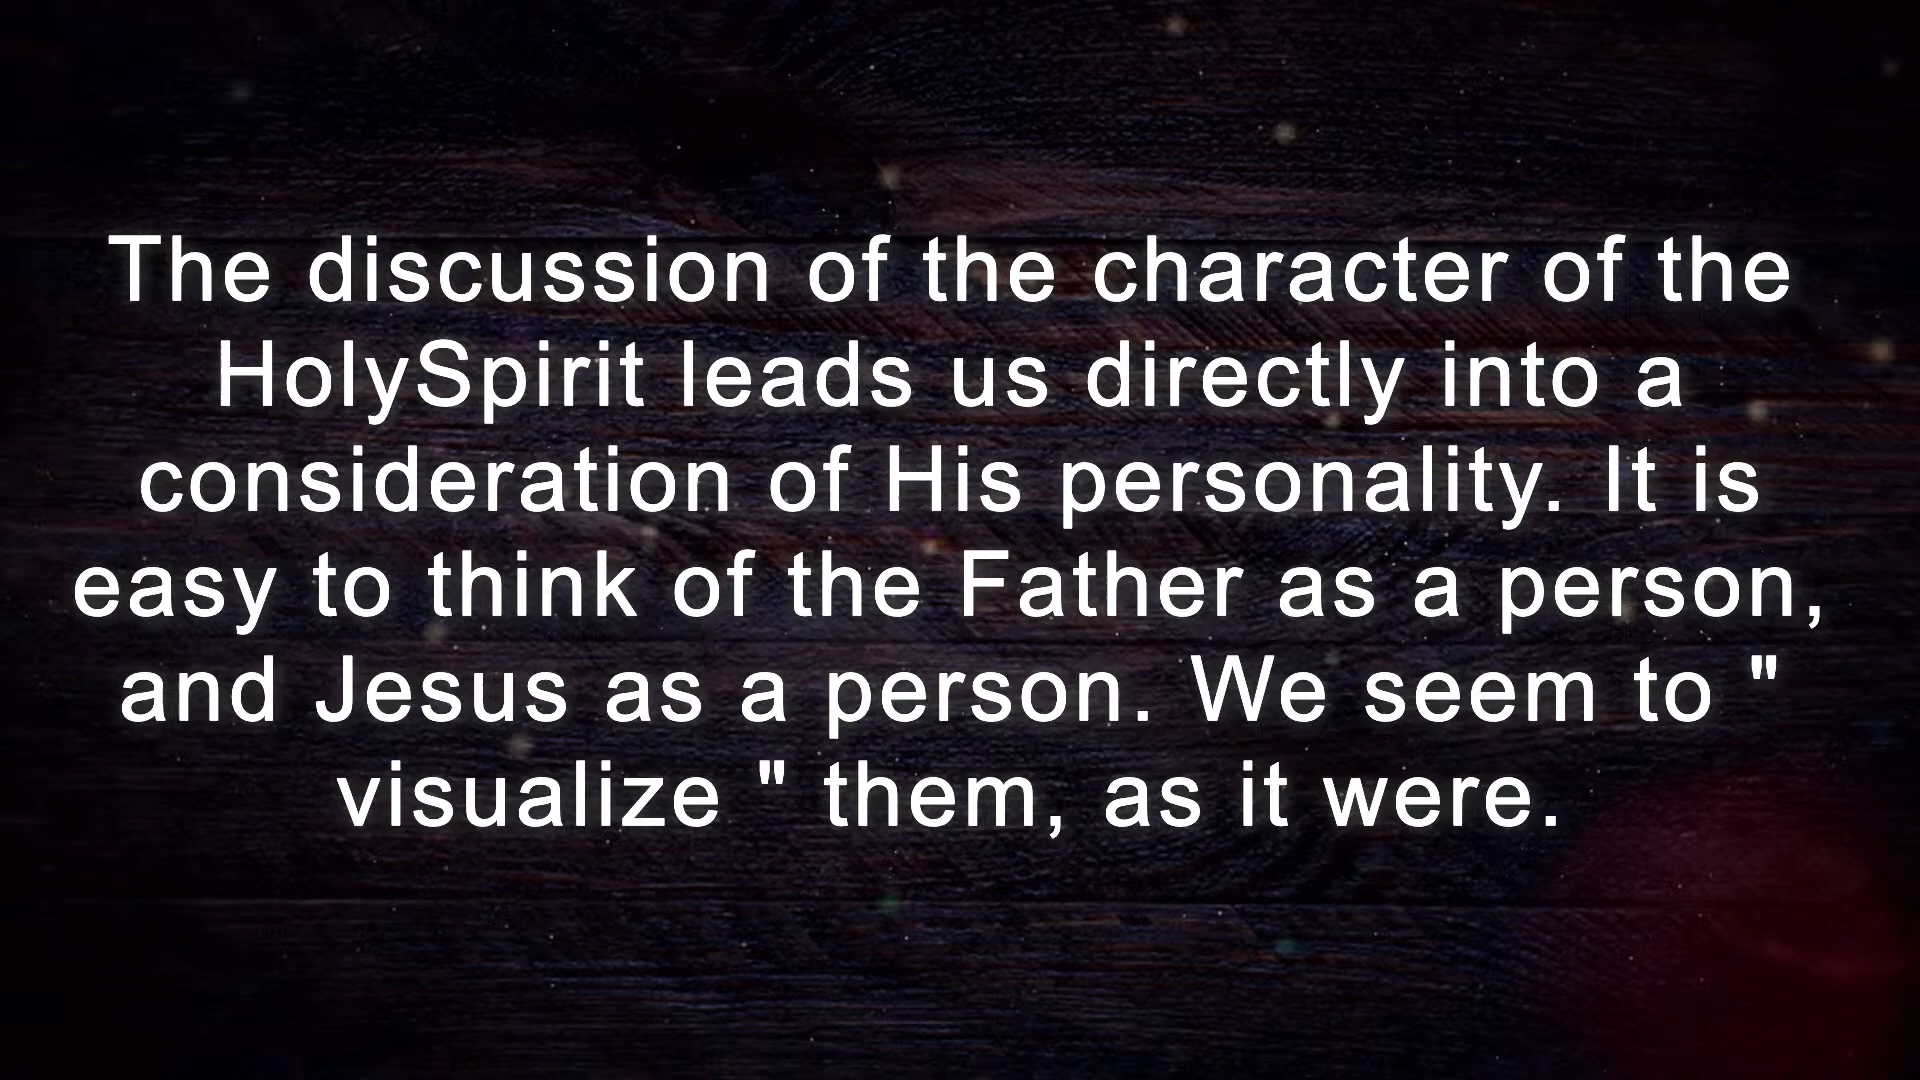 The discussion of the character of the
HolySpirit leads us directly into a
consideration of His personality. It is
easy to think of the Father as a person,
and Jesus as a person. We seem to "
visualize " them, as it were.